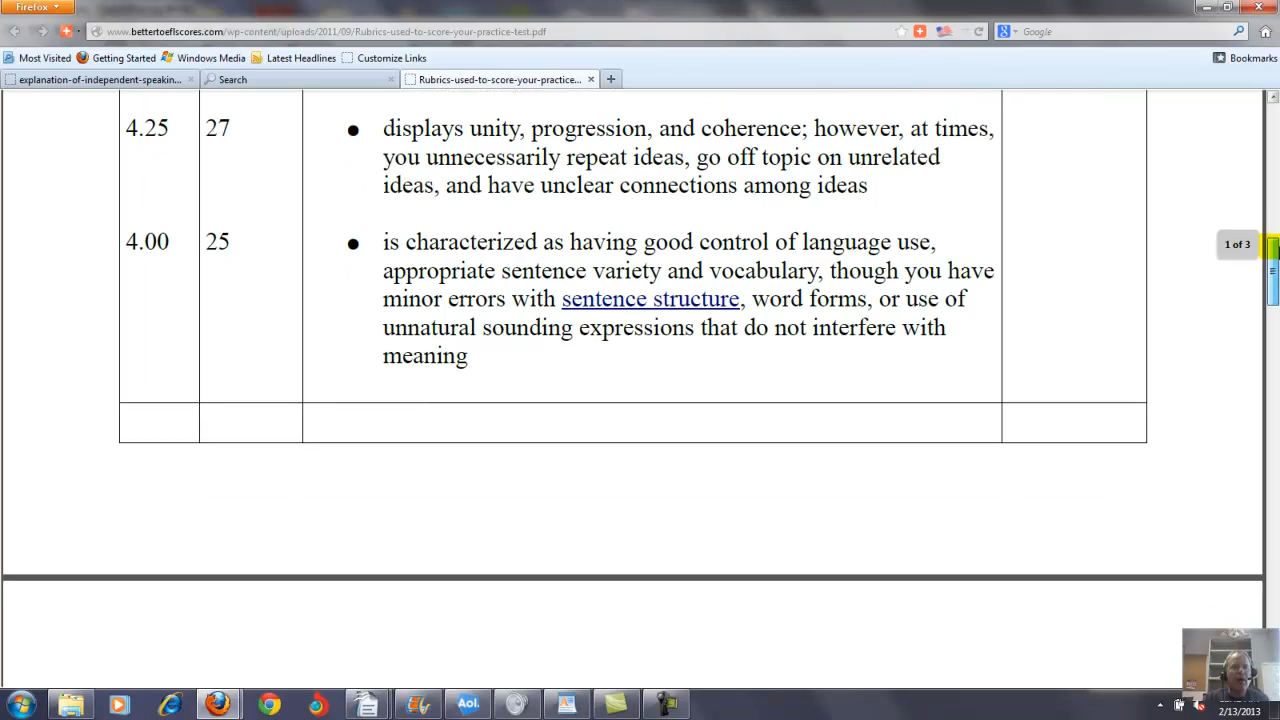 Firefox
www.bettertoeflscores.com/wp-content/uploads/2011/09/Rubrics-used-to-score-your-practice-test.pdf
Google
Most Visited Getting Started Windows Media Latest Headlines Customize Links Bookmarks
explanation-of-independent-speakin... Search Rubrics-used-to-score-your-practice...
4.25 27 ● displays unity, progression, and coherence; however, at times,
you unnecessarily repeat ideas, go off topic on unrelated
ideas, and have unclear connections among ideas
4.00 25 ● is characterized as having good control of language use,
1 of 3
appropriate sentence variety and vocabulary, though you have
minor errors with sentence structure, word forms, or use of
unnatural sounding expressions that do not interfere with
meaning
Aol.
2/13/2013